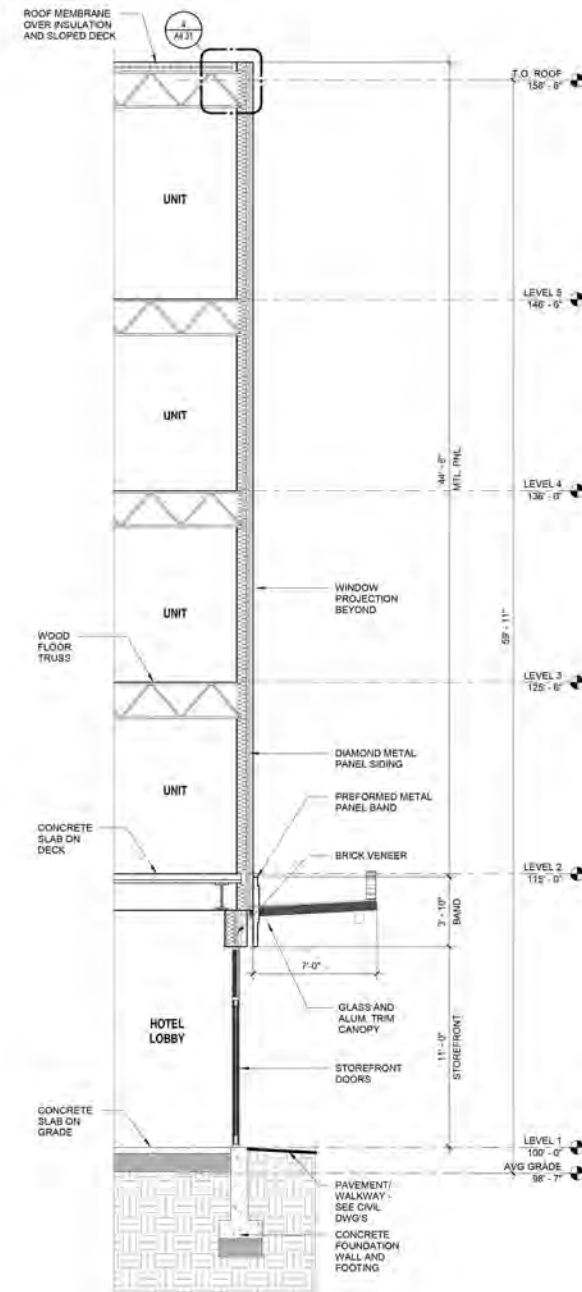 ROOF MEMBRANE
OVER INSULATION
AND SLOPED DECK
4
A4.31
T.O. ROOF
158' - 6"
UNIT
LEVEL 5
146' - 6"
UNIT
LEVEL 4
136' - 0"
44' - 8"
MTL. PNL.
WINDOW
PROJECTION
BEYOND
UNIT
59' - 11"
WOOD
FLOOR
TRUSS
LEVEL 3
125' - 6"
DIAMOND METAL
PANEL SIDING
UNIT
PREFORMED METAL
PANEL BAND
CONCRETE
SLAB ON
DECK
BRICK VENEER
LEVEL 2
115' - 0"
3' - 10"
BAND
7'-0"
GLASS AND
ALUM. TRIM
CANOPY
HOTEL
LOBBY
11' - 0"
STOREFRONT
STOREFRONT
DOORS
CONCRETE
SLAB ON
GRADE
LEVEL 1
100' - 0"
AVG GRADE
98' - 7"
PAVEMENT/
WALKWAY -
SEE CIVIL
DWG'S
CONCRETE
FOUNDATION
WALL AND
FOOTING